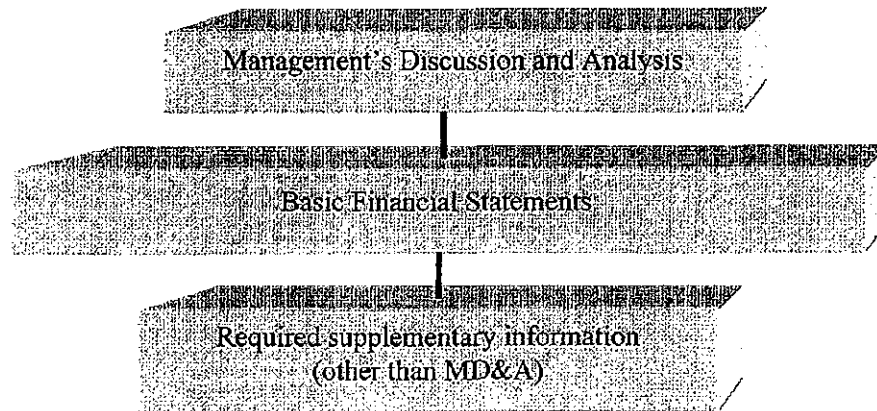 Management's Discussion and Analysis
Basic Financial Statements
Required supplementary information
(other than MD&A)